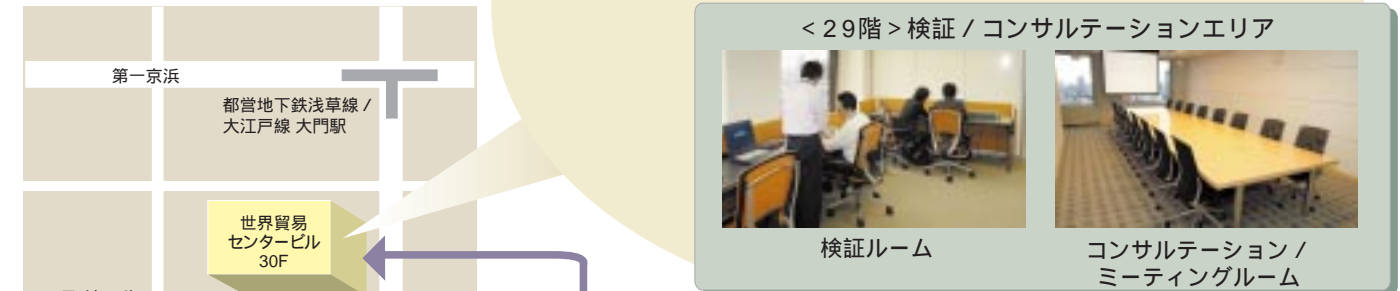 第一京浜
都営地下鉄浅草線 /
大江戸線 大門駅
世界貿易
センタービル
30F
<29階>検証 / コンサルテーションエリア
検証ルーム
コンサルテーション /
ミーティングルーム